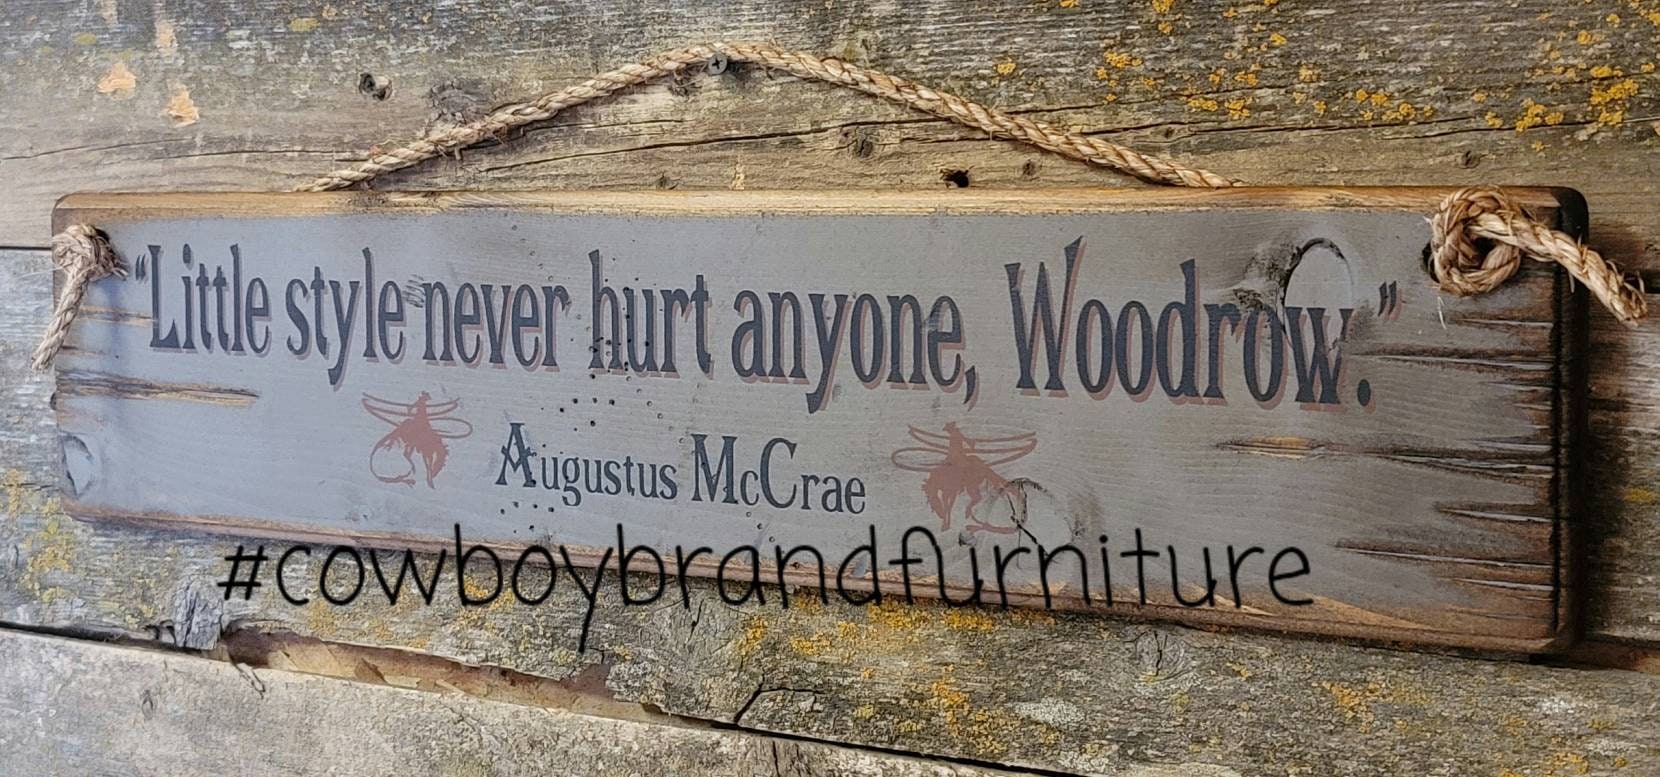 “Little style never hurt anyone, Woodrow.”
Augustus McCrae
#cowboybrandfurniture